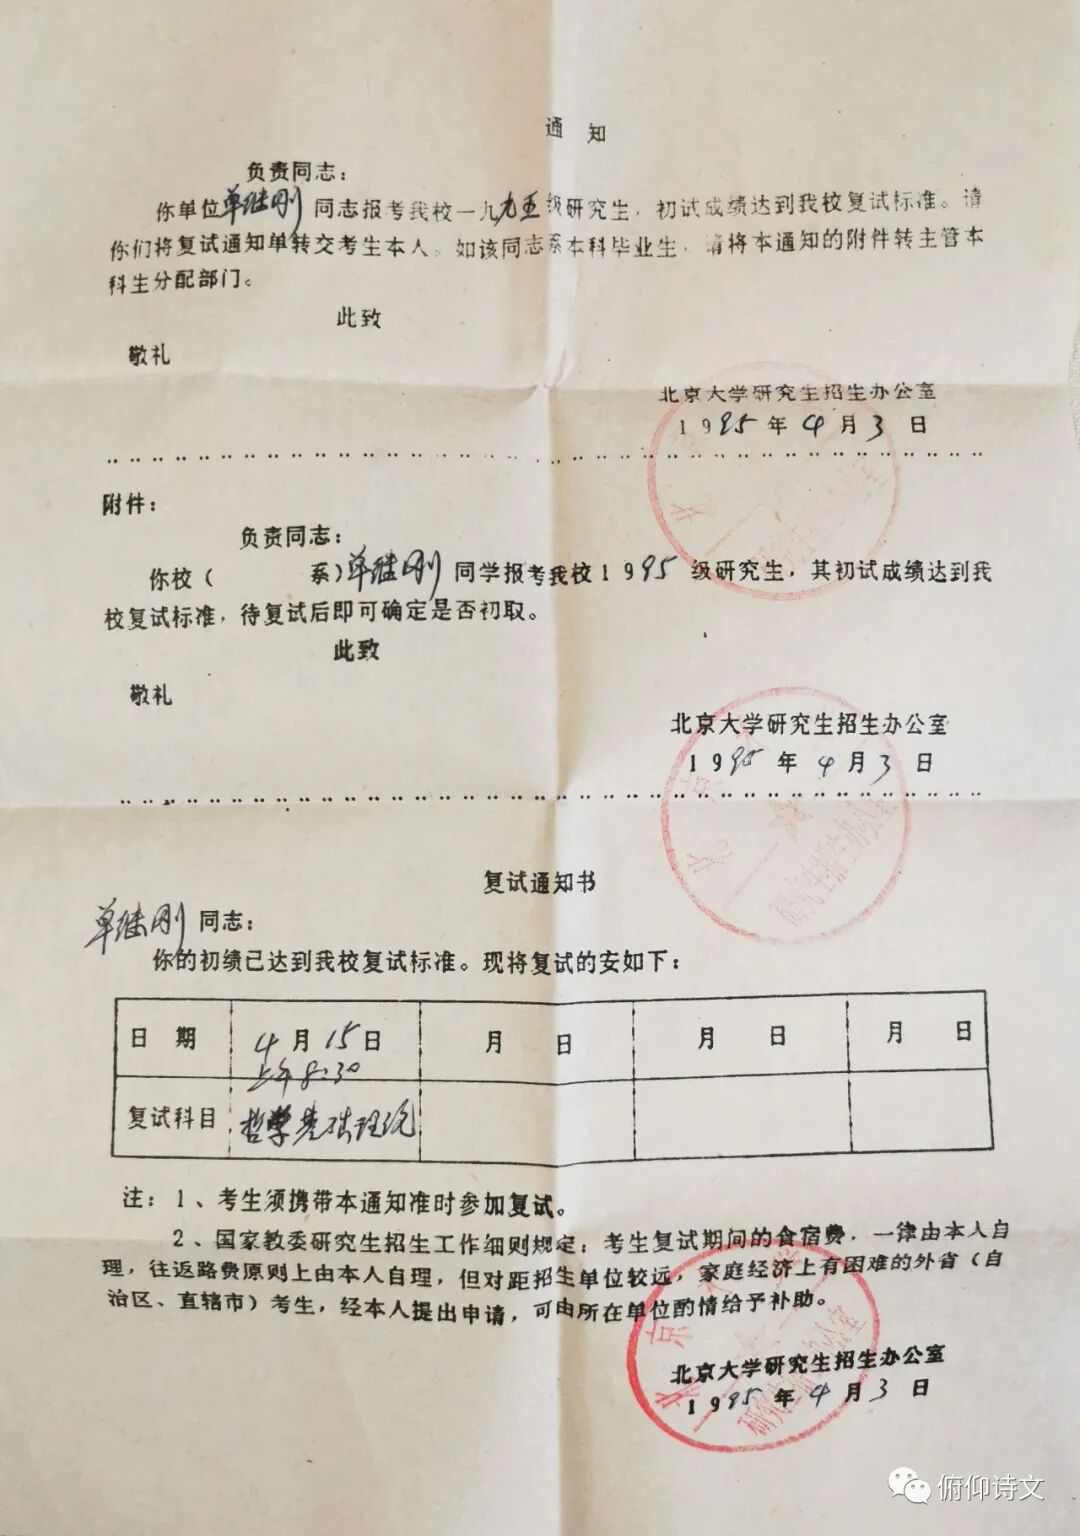 通 知
负责同志：
你单位单继刚同志报考我校一九九五级研究生，初试成绩达到我校复试标准。请
你们将复试通知单转交考生本人。如该同志系本科毕业生，请将本通知的附件转主管本
科生分配部门。
此致
敬礼
北京大学研究生招生办公室
1995年4月3日
附件：
负责同志：
你校（ 系）单继刚同学报考我校1995级研究生，其初试成绩达到我
校复试标准，待复试后即可确定是否初取。
此致
敬礼
北京大学研究生招生办公室
1995年4月3日
复试通知书
单继刚同志：
你的初绩已达到我校复试标准。现将复试的安如下：
日期 4月15日 上午8:30 月 日 月 日 月 日
复试科目 哲学基础理论
注：1、考生须携带本通知准时参加复试。
2、国家教委研究生招生工作细则规定：考生复试期间的食宿费，一律由本人自
理，往返路费原则上由本人自理，但对距招生单位较远，家庭经济上有困难的外省（自
治区、直辖市）考生，经本人提出申请，可由所在单位酌情给予补助。
北京大学研究生招生办公室
1995年4月3日
俯仰诗文